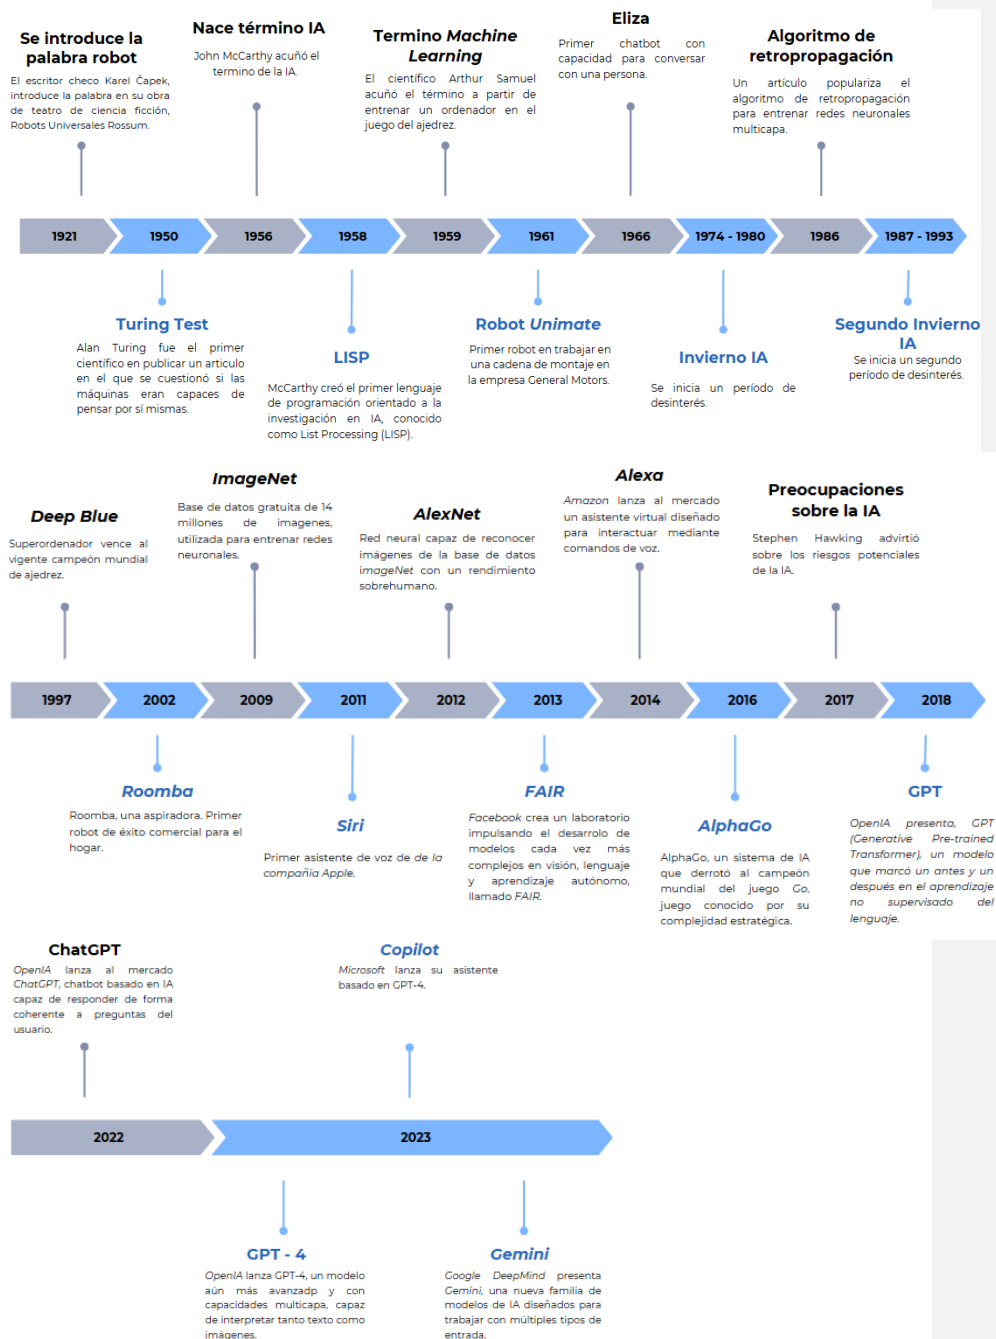 Se introduce la
palabra robot
El escritor checo Karel Čapek,
introduce la palabra en su obra
de teatro de ciencia ficción,
Robots Universales Rossum.
Nace término IA
John McCarthy acuñó el
termino de la IA.
Termino Machine
Learning
El científico Arthur Samuel
acuñó el término a partir de
entrenar un ordenador en el
juego del ajedrez.
Eliza
Primer chatbot con
capacidad para conversar
con una persona.
Algoritmo de
retropropagación
Un artículo populariza el
algoritmo de retropropagación
para entrenar redes neuronales
multicapa.
1921
1950
1956
1958
1959
1961
1966
1974 - 1980
1986
1987 - 1993
Turing Test
Alan Turing fue el primer
científico en publicar un articulo
en el que se cuestionó si las
máquinas eran capaces de
pensar por sí mismas.
LISP
McCarthy creó el primer lenguaje
de programación orientado a la
investigación en IA, conocido
como List Processing (LISP).
Robot Unimate
Primer robot en trabajar en
una cadena de montaje en
la empresa General Motors.
Invierno IA
Se inicia un período de
desinterés.
Segundo Invierno
IA
Se inicia un segundo
período de desinterés.
Deep Blue
Superordenador vence al
vigente campeón mundial
de ajedrez.
ImageNet
Base de datos gratuita de 14
millones de imagenes,
utilizada para entrenar redes
neuronales.
AlexNet
Red neural capaz de reconocer
imágenes de la base de datos
imageNet con un rendimiento
sobrehumano.
Alexa
Amazon lanza al mercado
un asistente virtual diseñado
para interactuar mediante
comandos de voz.
Preocupaciones
sobre la IA
Stephen Hawking advirtió
sobre los riesgos potenciales
de la IA.
1997
2002
2009
2011
2012
2013
2014
2016
2017
2018
Roomba
Roomba, una aspiradora. Primer
robot de éxito comercial para el
hogar.
Siri
Primer asistente de voz de de la
compañia Apple.
FAIR
Facebook crea un laboratorio
impulsando el desarrolo de
modelos cada vez más
complejos en visión, lenguaje
y aprendizaje autónomo,
llamado FAIR.
AlphaGo
AlphaGo, un sistema de IA
que derrotó al campeón
mundial del juego Go,
juego conocido por su
complejidad estratégica.
GPT
OpenIA presenta, GPT
(Generative Pre-trained
Transformer), un modelo
que marcó un antes y un
después en el aprendizaje
no supervisado del
lenguaje.
ChatGPT
OpenIA lanza al mercado
ChatGPT, chatbot basado en IA
capaz de responder de forma
coherente a preguntas del
usuario.
Copilot
Microsoft lanza su asistente
basado en GPT-4.
2022
2023
GPT - 4
OpenIA lanza GPT-4, un modelo
aún más avanzadp y con
capacidades multicapa, capaz
de interpretar tanto texto como
imágenes.
Gemini
Google DeepMind presenta
Gemini, una nueva familia de
modelos de IA diseñados para
trabajar con múltiples tipos de
entrada.